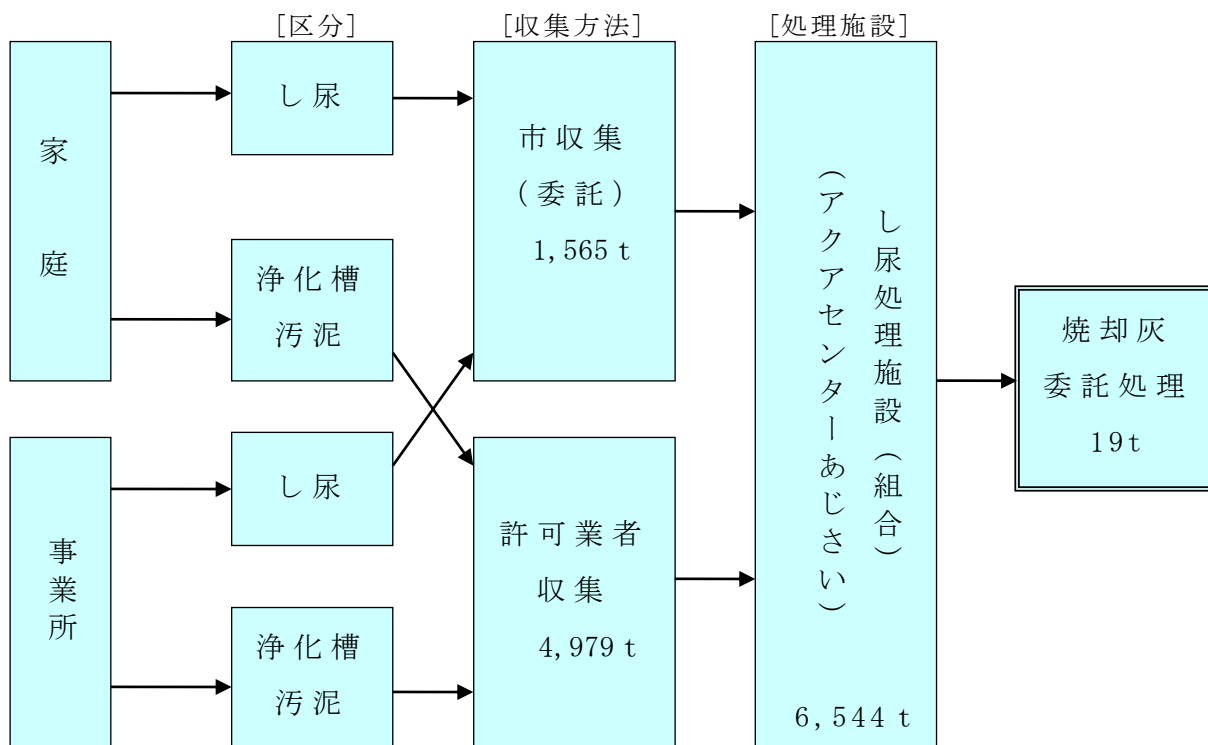 [区分]
[収集方法]
[処理施設]
家庭
し尿
浄化槽
汚泥
事業所
し尿
浄化槽
汚泥
市収集
(委託)
1,565 t
許可業者
収集
4,979 t
し尿処理施設(組合)
(アクアセンターあじさい)
6,544 t
焼却灰
委託処理
19t